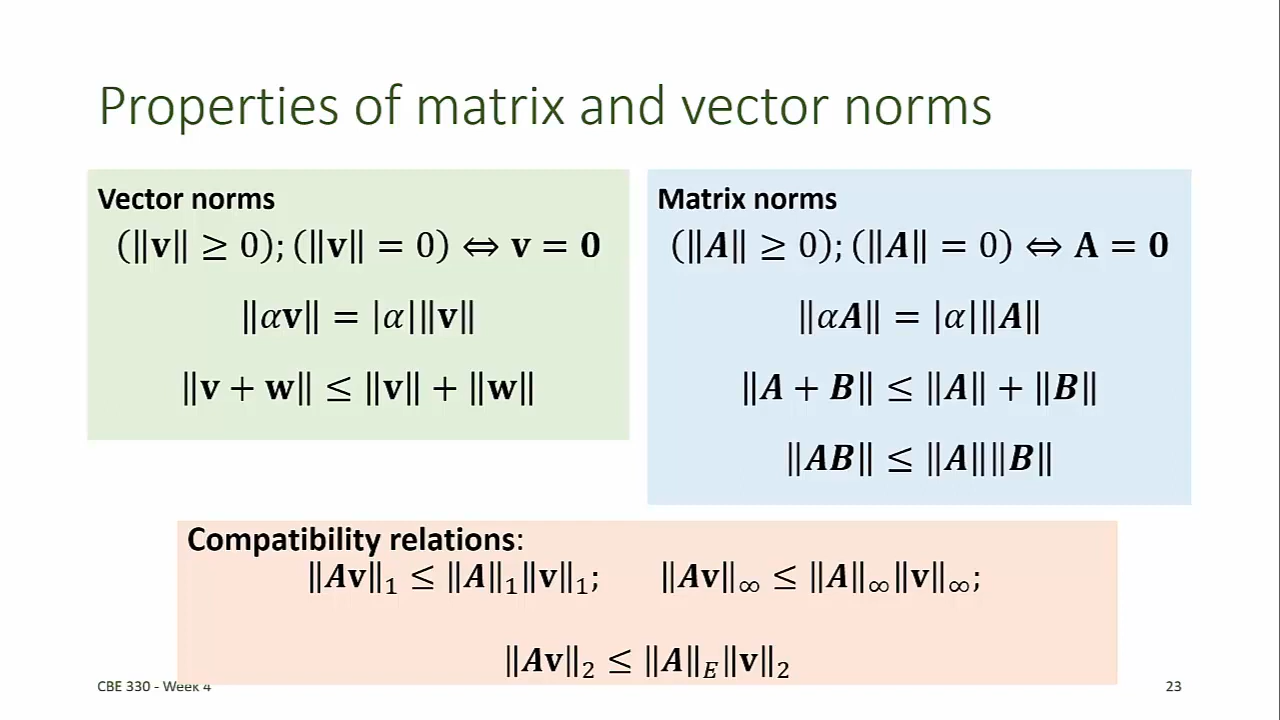 Properties of matrix and vector norms
Vector norms
(‖v‖ ≥ 0); (‖v‖ = 0) ⇔ v = 0
‖αv‖ = |α|‖v‖
‖v + w‖ ≤ ‖v‖ + ‖w‖
Matrix norms
(‖A‖ ≥ 0); (‖A‖ = 0) ⇔ A = 0
‖αA‖ = |α|‖A‖
‖A + B‖ ≤ ‖A‖ + ‖B‖
‖AB‖ ≤ ‖A‖‖B‖
Compatibility relations:
‖Av‖₁ ≤ ‖A‖₁‖v‖₁; ‖Av‖∞ ≤ ‖A‖∞‖v‖∞;
‖Av‖₂ ≤ ‖A‖_E‖v‖₂
CBE 330 - Week 4
23